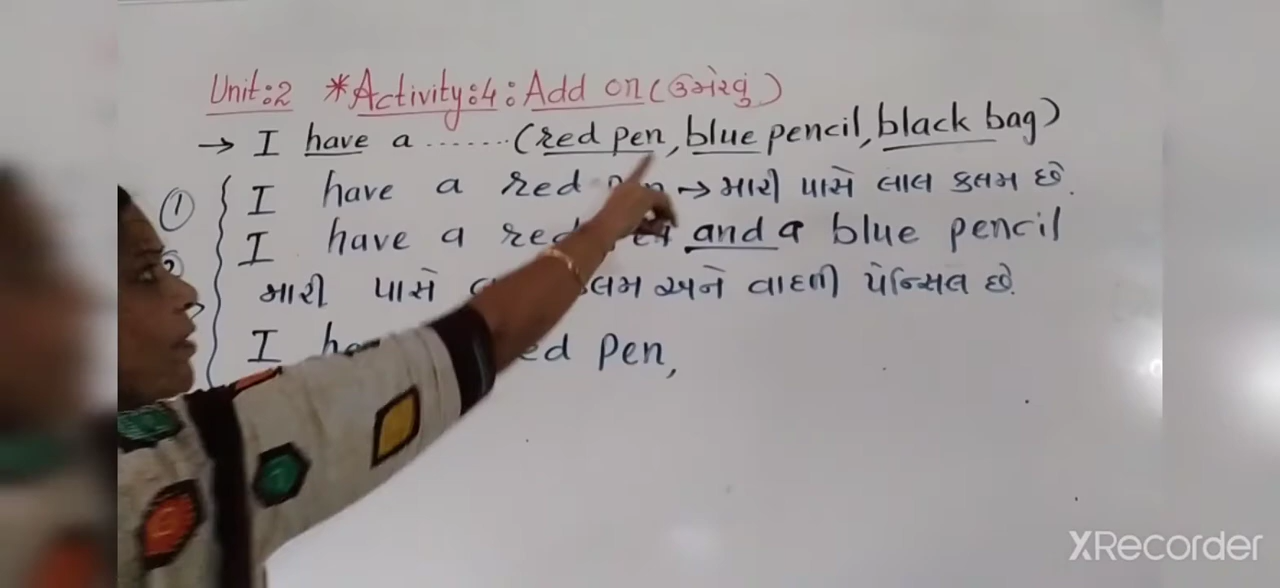 Unit:2 *Activity:4: Add on (ઉમેરવું)
→ I have a ....... (red pen, blue pencil, black bag)
① I have a red → મારી પાસે લાલ કલમ છે.
I have a red and a blue pencil
મારી પાસે અને વાદળી પેન્સિલ છે.
I pen,
XRecorder